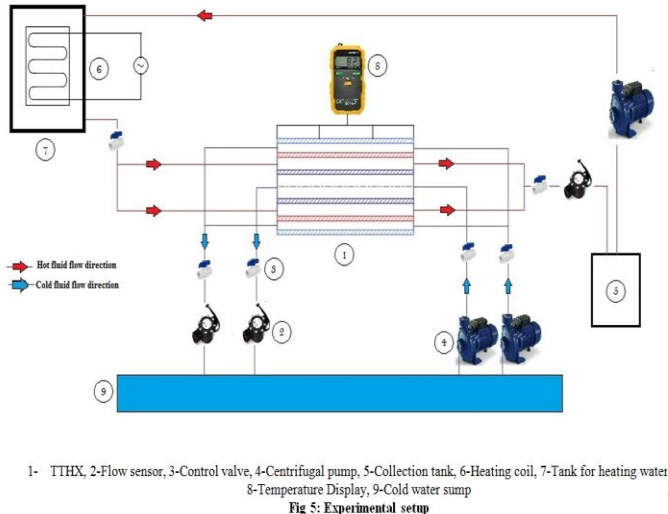 8
6
~
7
Hot fluid flow direction
Cold fluid flow direction
1
3
2
4
5
9
1- TTHX, 2-Flow sensor, 3-Control valve, 4-Centrifugal pump, 5-Collection tank, 6-Heating coil, 7-Tank for heating water
8-Temperature Display, 9-Cold water sump
Fig 5: Experimental setup